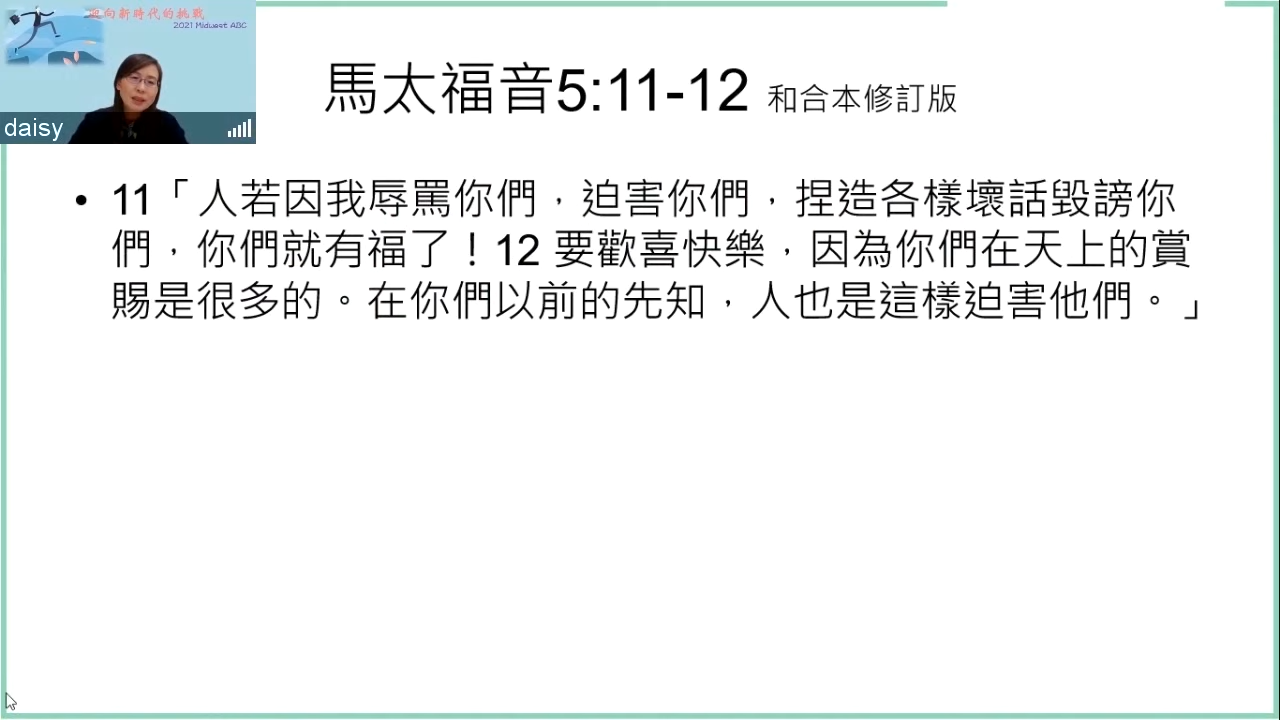 迎向新時代的挑戰
2021 Midwest ABC
daisy
馬太福音5:11-12 和合本修訂版
• 11「人若因我辱罵你們，迫害你們，捏造各樣壞話毀謗你
們，你們就有福了！12 要歡喜快樂，因為你們在天上的賞
賜是很多的。在你們以前的先知，人也是這樣迫害他們。」